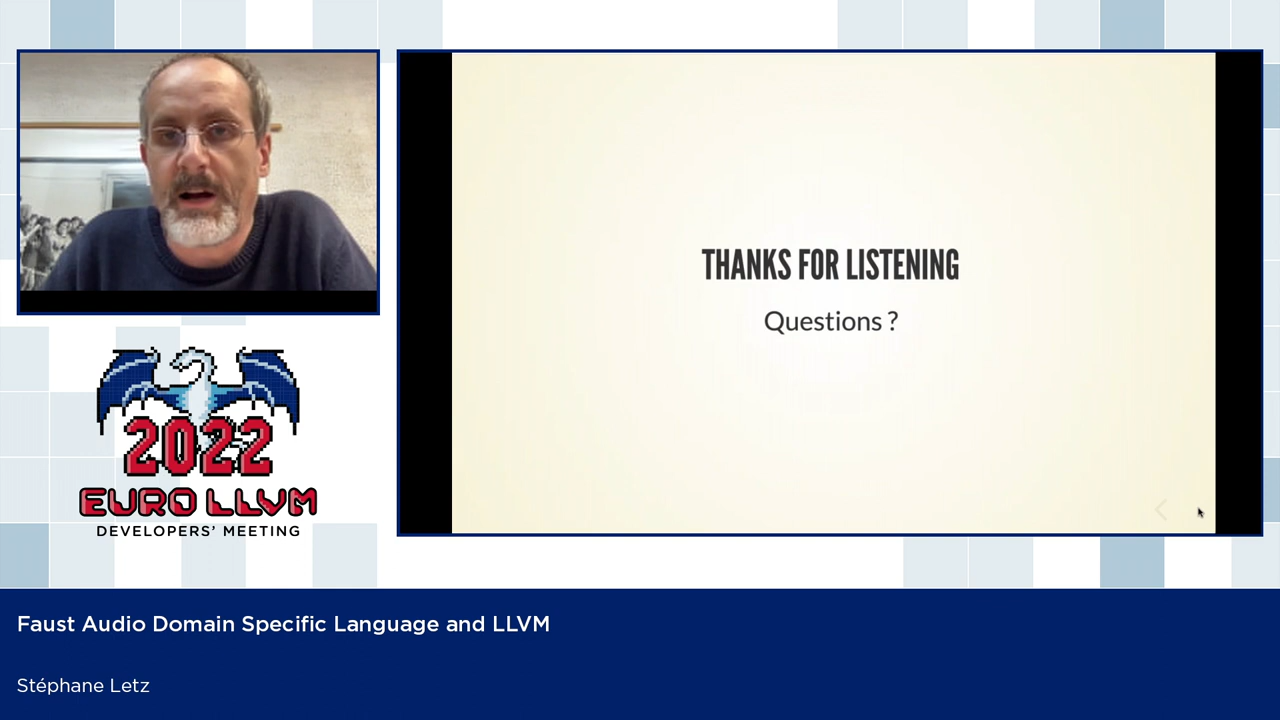 THANKS FOR LISTENING
Questions ?
2022
EURO LLVM
DEVELOPERS' MEETING
Faust Audio Domain Specific Language and LLVM
Stéphane Letz